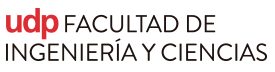 udp FACULTAD DE
INGENIERÍA Y CIENCIAS